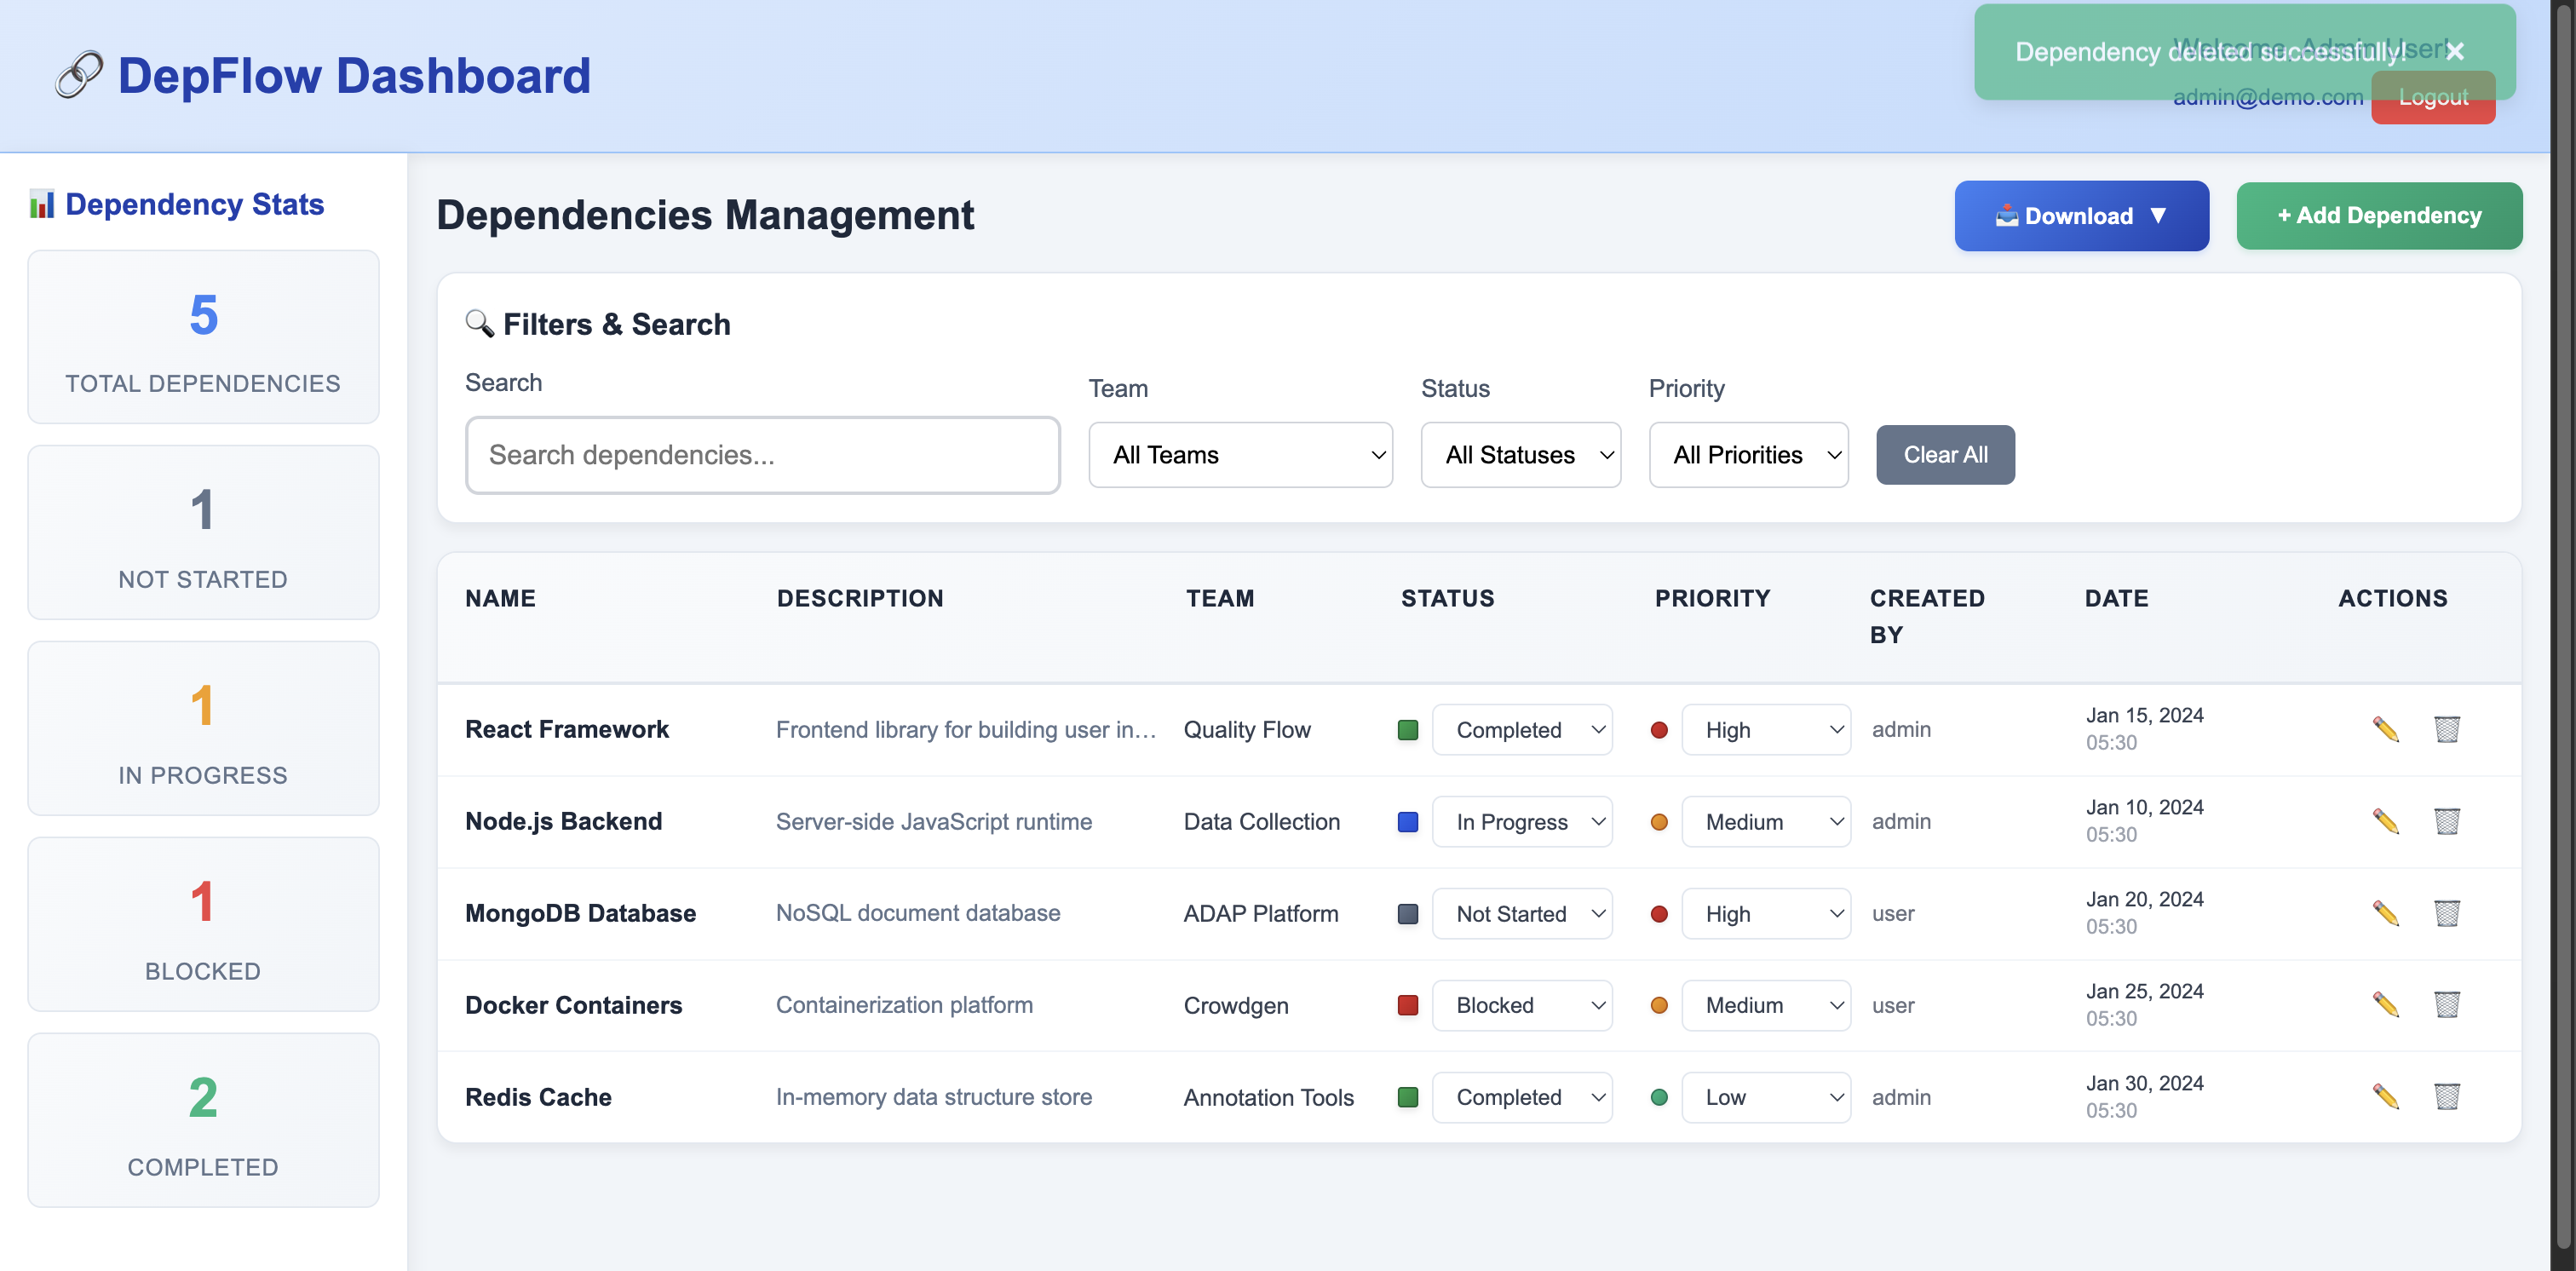 DepFlow Dashboard
Dependency deleted successfully!
Welcome, Admin User!
admin@demo.com
Logout
Dependency Stats
5
TOTAL DEPENDENCIES
1
NOT STARTED
1
IN PROGRESS
1
BLOCKED
2
COMPLETED
Dependencies Management
Download ▼
+ Add Dependency
Filters & Search
Search
Team
Status
Priority
Search dependencies...
All Teams
All Statuses
All Priorities
Clear All
NAME DESCRIPTION TEAM STATUS PRIORITY CREATED BY DATE ACTIONS
React Framework Frontend library for building user in... Quality Flow Completed High admin Jan 15, 2024
05:30
Node.js Backend Server-side JavaScript runtime Data Collection In Progress Medium admin Jan 10, 2024
05:30
MongoDB Database NoSQL document database ADAP Platform Not Started High user Jan 20, 2024
05:30
Docker Containers Containerization platform Crowdgen Blocked Medium user Jan 25, 2024
05:30
Redis Cache In-memory data structure store Annotation Tools Completed Low admin Jan 30, 2024
05:30